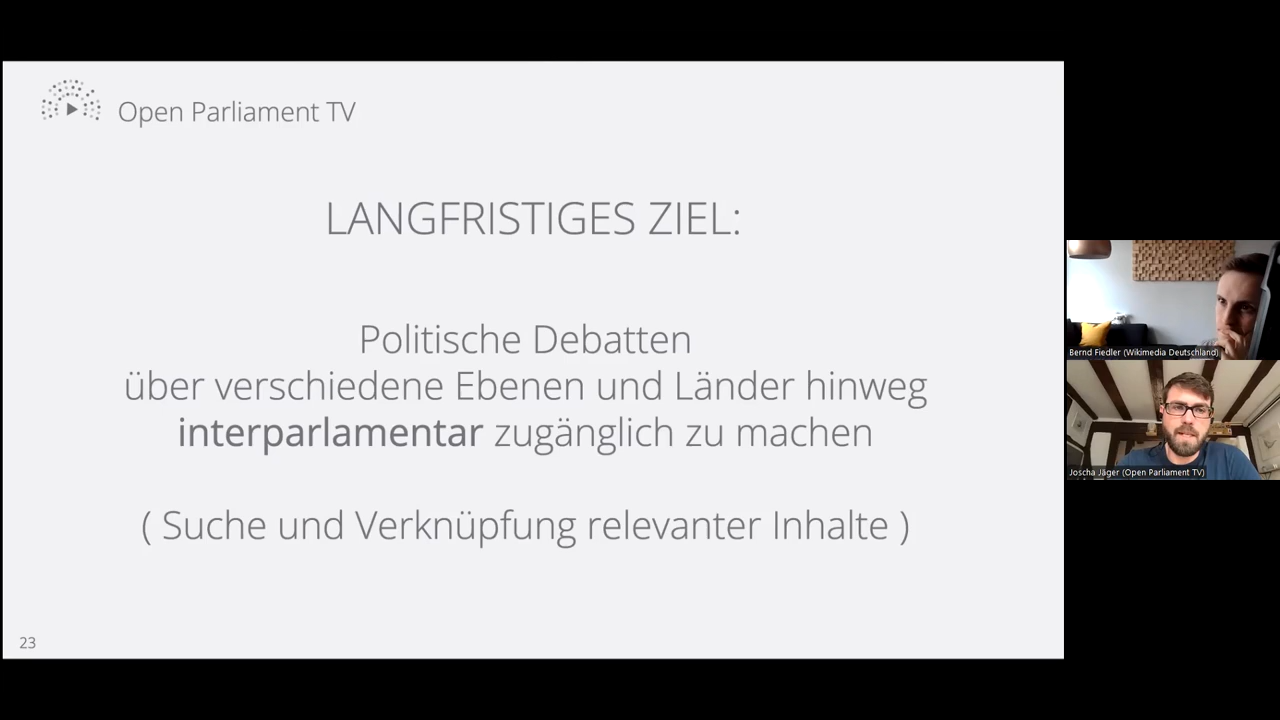 Open Parliament TV
LANGFRISTIGES ZIEL:
Politische Debatten
über verschiedene Ebenen und Länder hinweg
interparlamentar zugänglich zu machen
( Suche und Verknüpfung relevanter Inhalte )
23
Bernd Fiedler (Wikimedia Deutschland)
Joscha Jäger (Open Parliament TV)